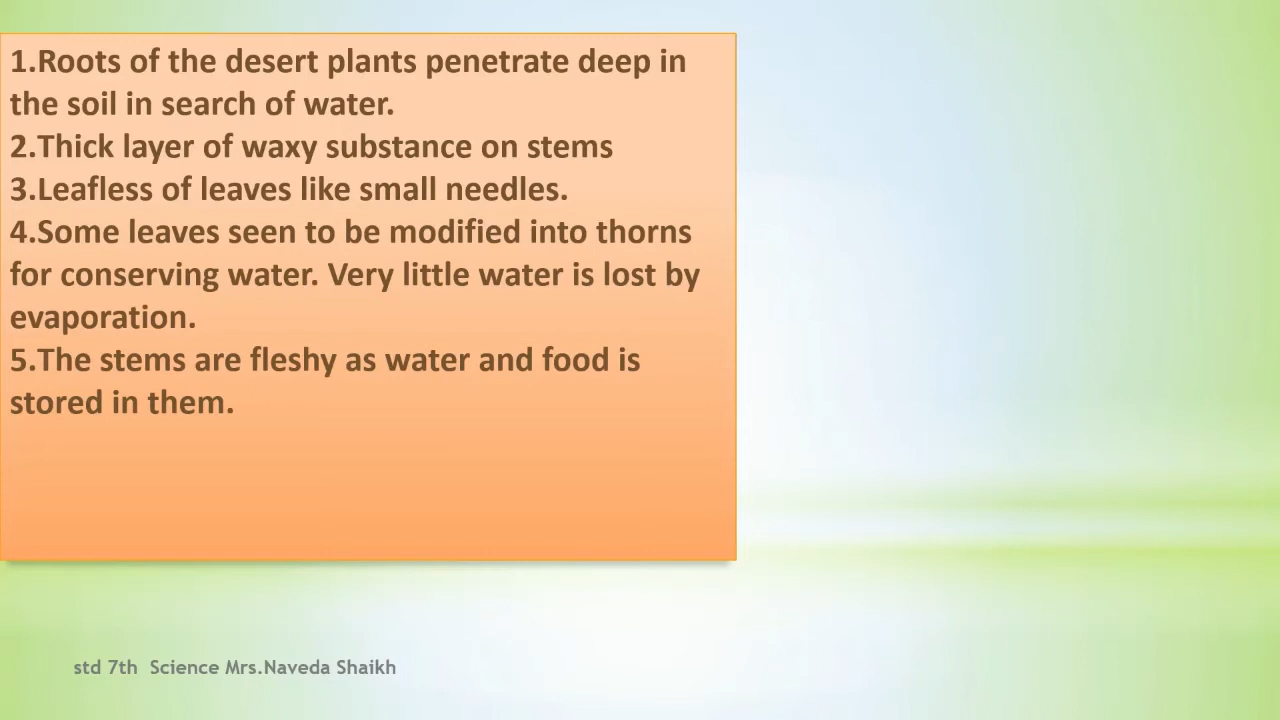 1.Roots of the desert plants penetrate deep in
the soil in search of water.
2.Thick layer of waxy substance on stems
3.Leafless of leaves like small needles.
4.Some leaves seen to be modified into thorns
for conserving water. Very little water is lost by
evaporation.
5.The stems are fleshy as water and food is
stored in them.
std 7th  Science Mrs.Naveda Shaikh